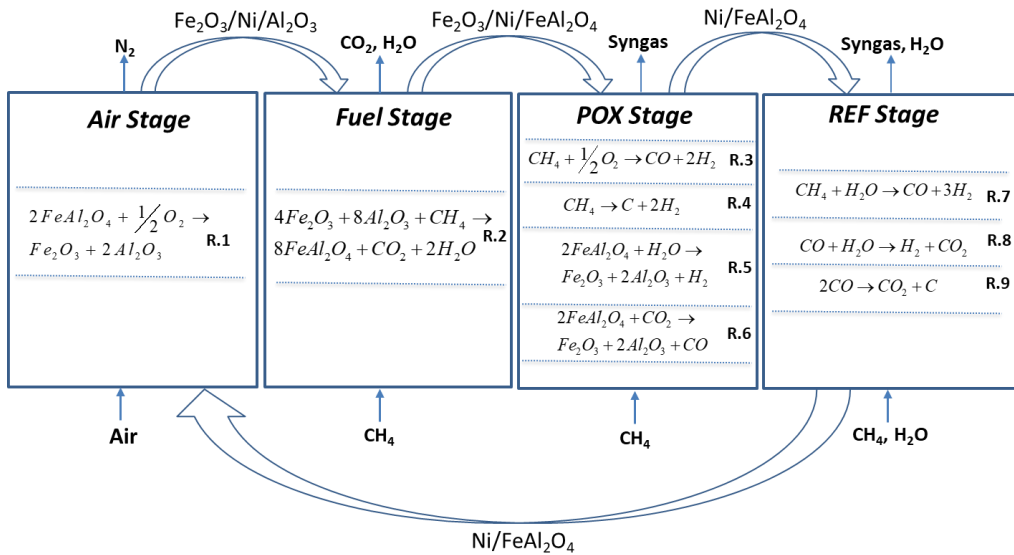 Fe₂O₃/Ni/Al₂O₃
Fe₂O₃/Ni/FeAl₂O₄
Ni/FeAl₂O₄
N₂
CO₂, H₂O
Syngas
Syngas, H₂O
Air Stage
2FeAl₂O₄ + 1/2 O₂ →
Fe₂O₃ + 2Al₂O₃
R.1
Fuel Stage
4Fe₂O₃ + 8Al₂O₃ + CH₄ →
8FeAl₂O₄ + CO₂ + 2H₂O
R.2
POX Stage
CH₄ + 1/2 O₂ → CO + 2H₂ R.3
CH₄ → C + 2H₂ R.4
2FeAl₂O₄ + H₂O →
Fe₂O₃ + 2Al₂O₃ + H₂
R.5
2FeAl₂O₄ + CO₂ →
Fe₂O₃ + 2Al₂O₃ + CO
R.6
REF Stage
CH₄ + H₂O → CO + 3H₂ R.7
CO + H₂O → H₂ + CO₂ R.8
2CO → CO₂ + C R.9
Air
CH₄
CH₄
CH₄, H₂O
Ni/FeAl₂O₄